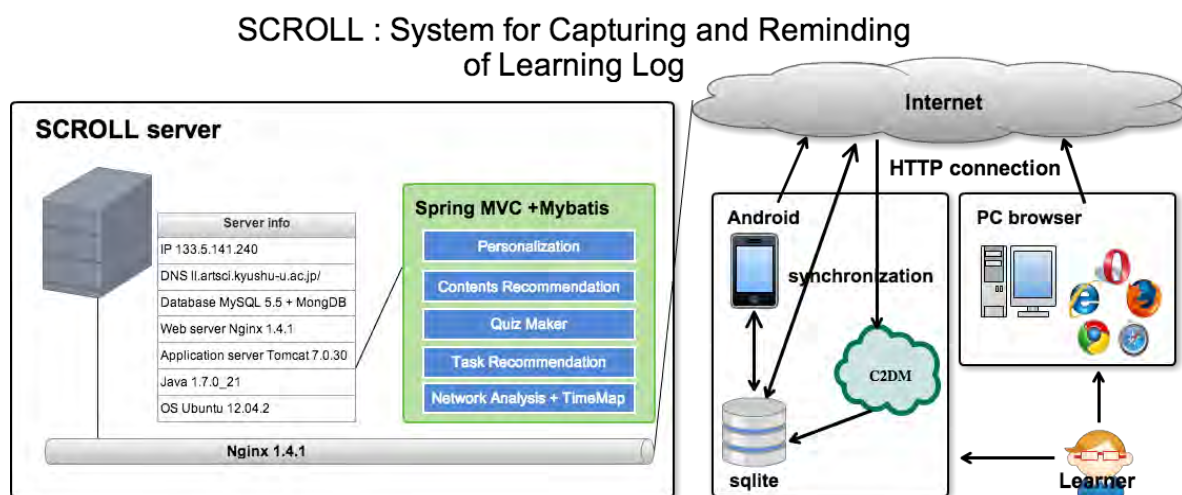 SCROLL : System for Capturing and Reminding
of Learning Log
SCROLL server
Server info
IP 133.5.141.240
DNS ll.artsci.kyushu-u.ac.jp/
Database MySQL 5.5 + MongDB
Web server Nginx 1.4.1
Application server Tomcat 7.0.30
Java 1.7.0_21
OS Ubuntu 12.04.2
Spring MVC +Mybatis
Personalization
Contents Recommendation
Quiz Maker
Task Recommendation
Network Analysis + TimeMap
Nginx 1.4.1
Internet
HTTP connection
Android
synchronization
C2DM
sqlite
PC browser
Learner